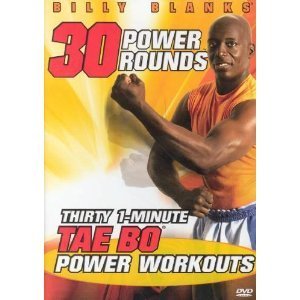 BILLY BLANKS'
30 POWER
ROUNDS
THIRTY 1-MINUTE
TAE BO®
POWER WORKOUTS
DVD